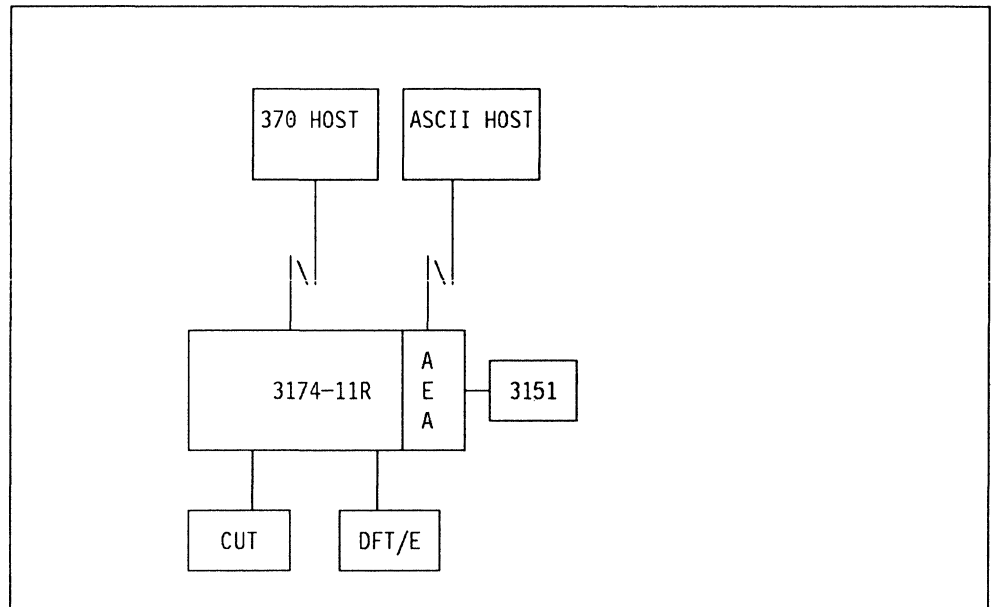 370 HOST
ASCII HOST
3174-11R
A
E
A
3151
CUT
DFT/E